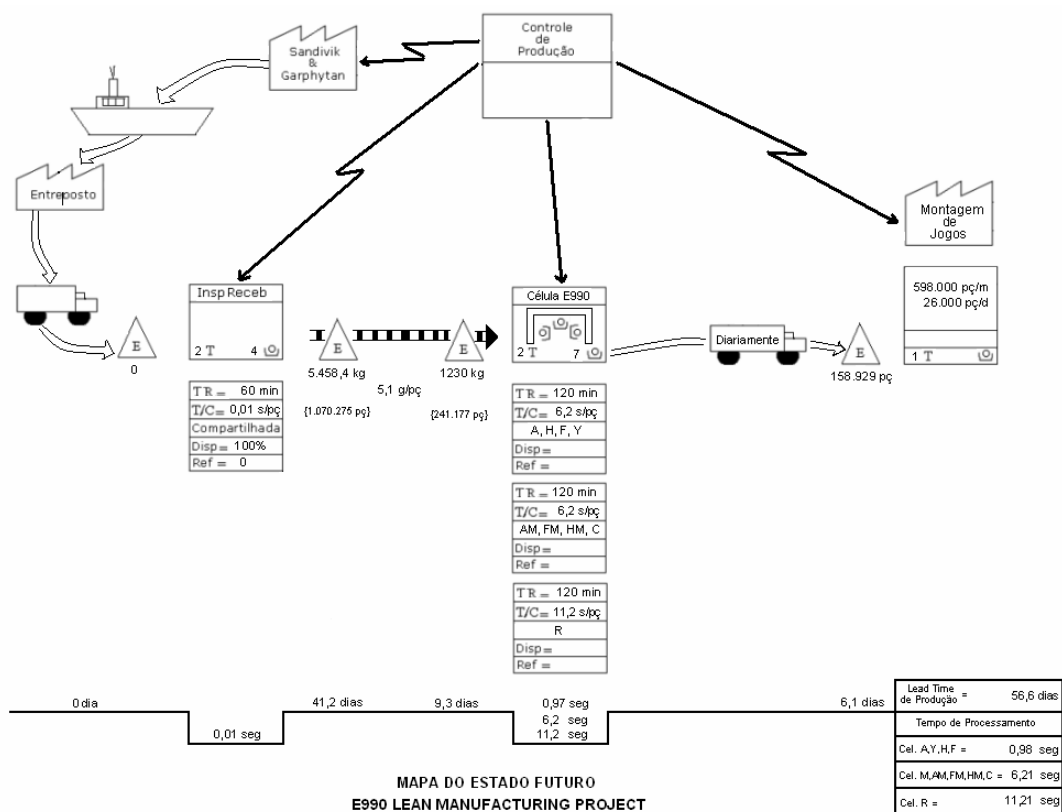 Controle
de
Produção
Sandivik
&
Garphytan
Entreposto
Montagem
de
Jogos
598.000 pç/m
26.000 pç/d
1 T
Insp Receb
2 T 4
E
0
E
5.458,4 kg
{1.070.275 pç}
5,1 g/pç
E
1230 kg
{241.177 pç}
Célula E990
2 T 7
Diariamente
E
158.929 pç
TR = 60 min
T/C= 0,01 s/pç
Compartilhada
Disp= 100%
Ref = 0
TR = 120 min
T/C= 6,2 s/pç
A, H, F, Y
Disp=
Ref =
TR = 120 min
T/C= 6,2 s/pç
AM, FM, HM, C
Disp=
Ref =
TR = 120 min
T/C= 11,2 s/pç
R
Disp=
Ref =
0 dia
0,01 seg
41,2 dias
9,3 dias
0,97 seg
6,2 seg
11,2 seg
6,1 dias
Lead Time
de Produção = 56,6 dias
Tempo de Processamento
Cel. A,Y,H,F = 0,98 seg
Cel. M,AM,FM,HM,C = 6,21 seg
Cel. R = 11,21 seg
MAPA DO ESTADO FUTURO
E990 LEAN MANUFACTURING PROJECT